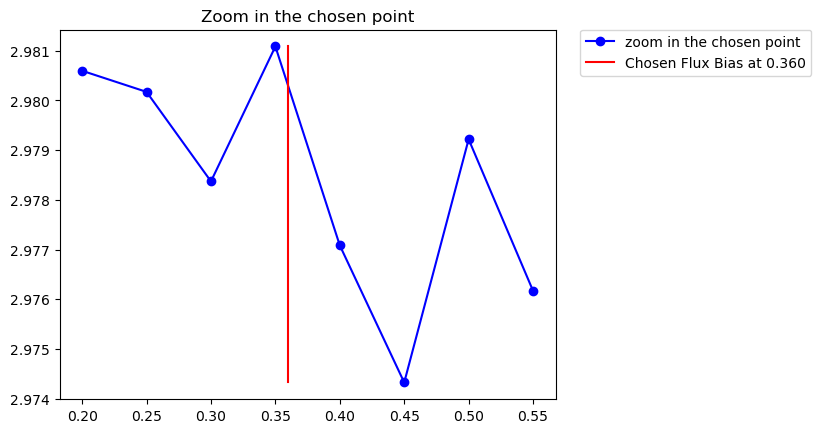 Zoom in the chosen point
zoom in the chosen point
Chosen Flux Bias at 0.360
2.981
2.980
2.979
2.978
2.977
2.976
2.975
2.974
0.20 0.25 0.30 0.35 0.40 0.45 0.50 0.55